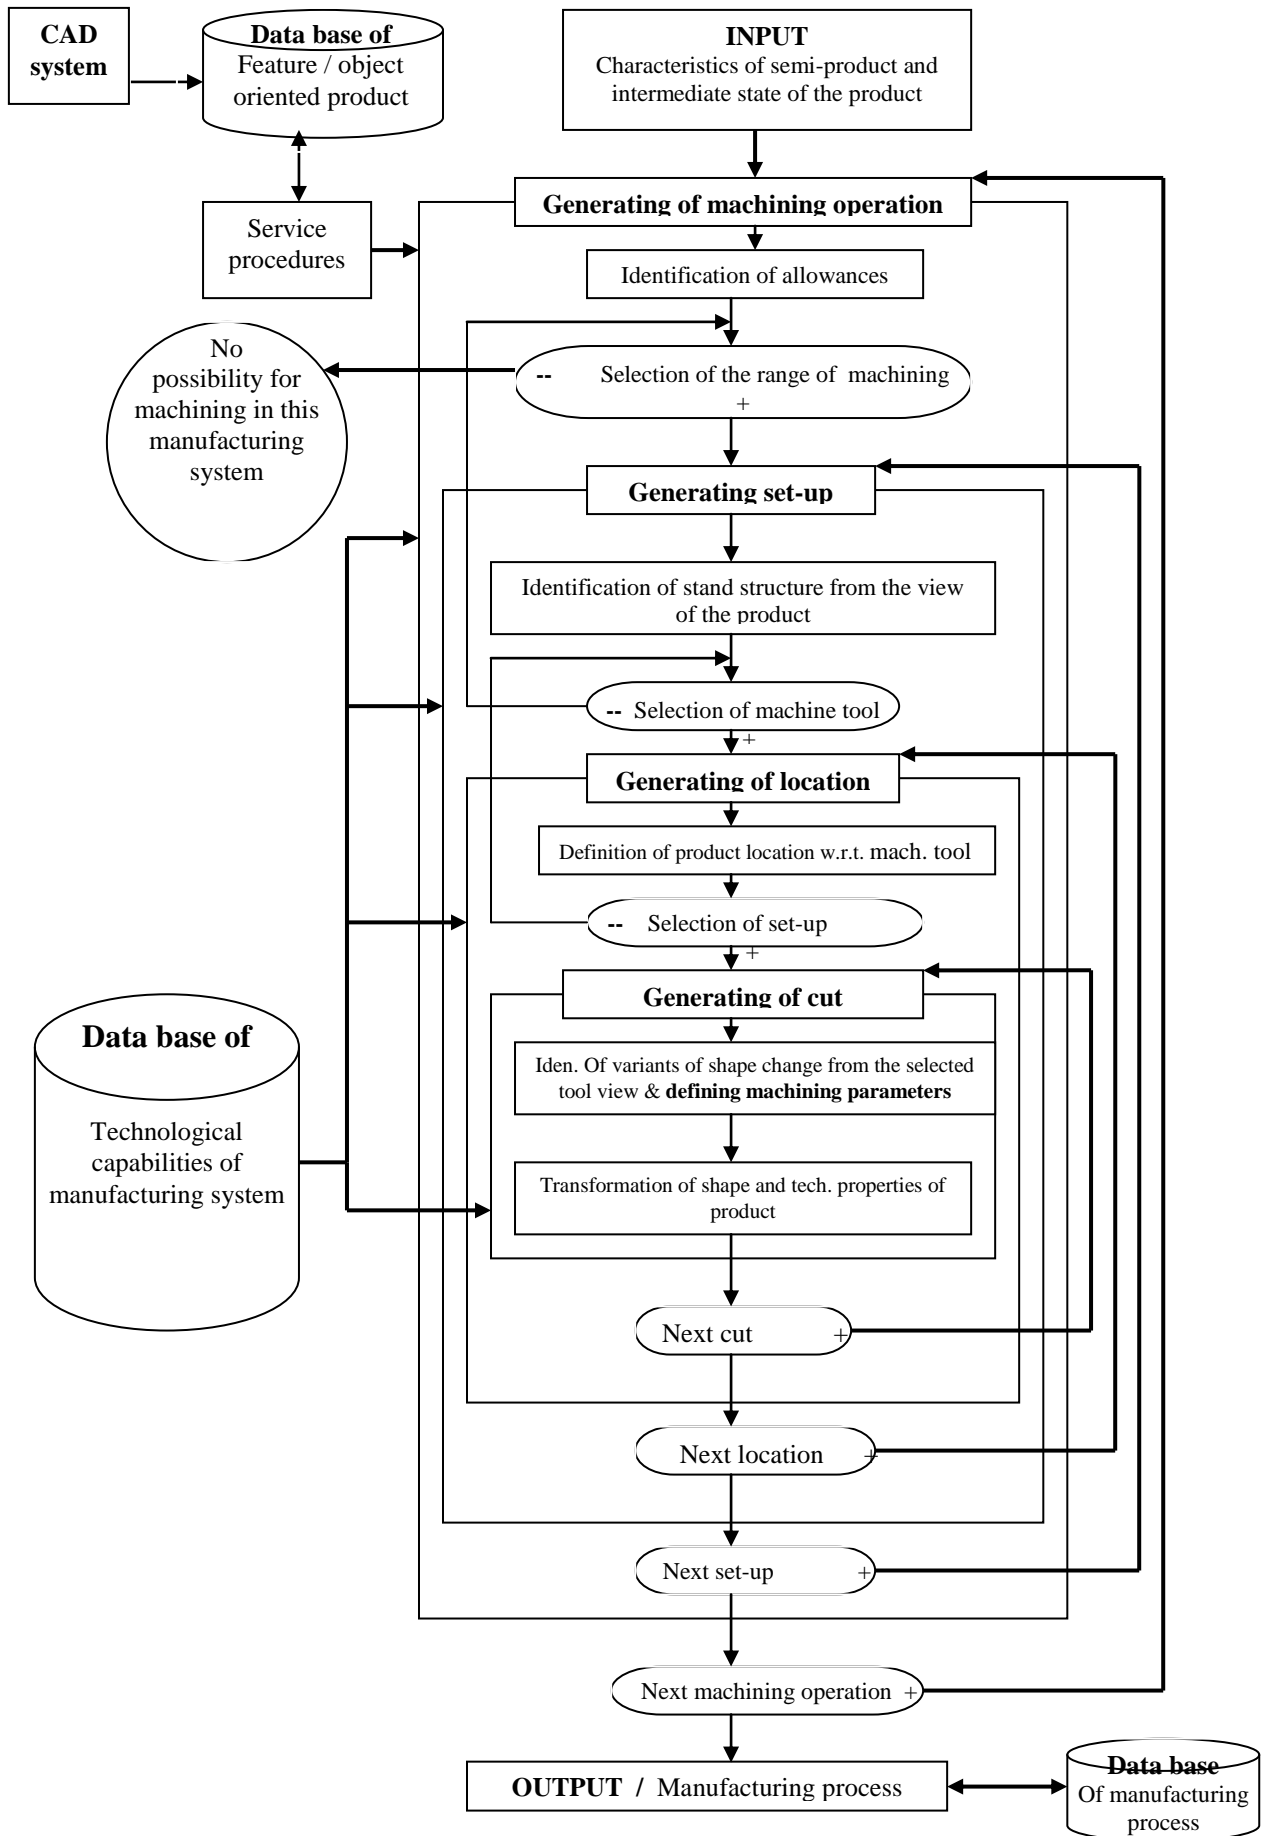 CAD
system
Data base of
Feature / object
oriented product
INPUT
Characteristics of semi-product and
intermediate state of the product
Service
procedures
Generating of machining operation
Identification of allowances
No
possibility for
machining in this
manufacturing
system
-- Selection of the range of machining
+
Generating set-up
Identification of stand structure from the view
of the product
-- Selection of machine tool
+
Generating of location
Definition of product location w.r.t. mach. tool
-- Selection of set-up
+
Generating of cut
Data base of
Technological
capabilities of
manufacturing system
Iden. Of variants of shape change from the selected
tool view & defining machining parameters
Transformation of shape and tech. properties of
product
Next cut +
Next location +
Next set-up +
Next machining operation +
OUTPUT / Manufacturing process
Data base
Of manufacturing
process